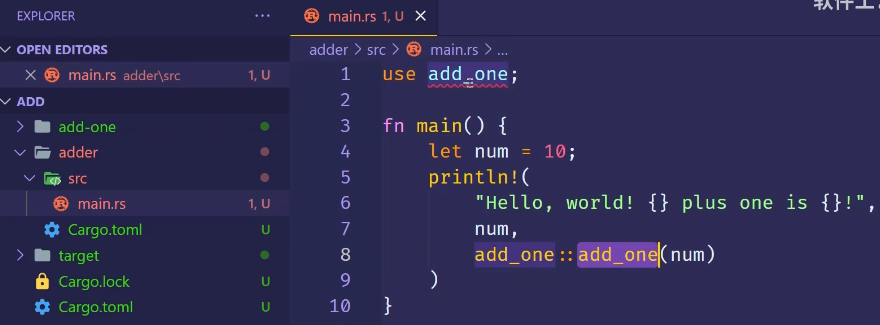 EXPLORER ...
OPEN EDITORS
main.rs adder\src 1, U
ADD
add-one
adder
src
main.rs 1, U
Cargo.toml U
target
Cargo.lock U
Cargo.toml U
main.rs 1, U
adder > src > main.rs > ...
1 use add_one;
2
3 fn main() {
4 let num = 10;
5 println!(
6 "Hello, world! {} plus one is {}!",
7 num,
8 add_one::add_one(num)
9 )
10 }
软件工